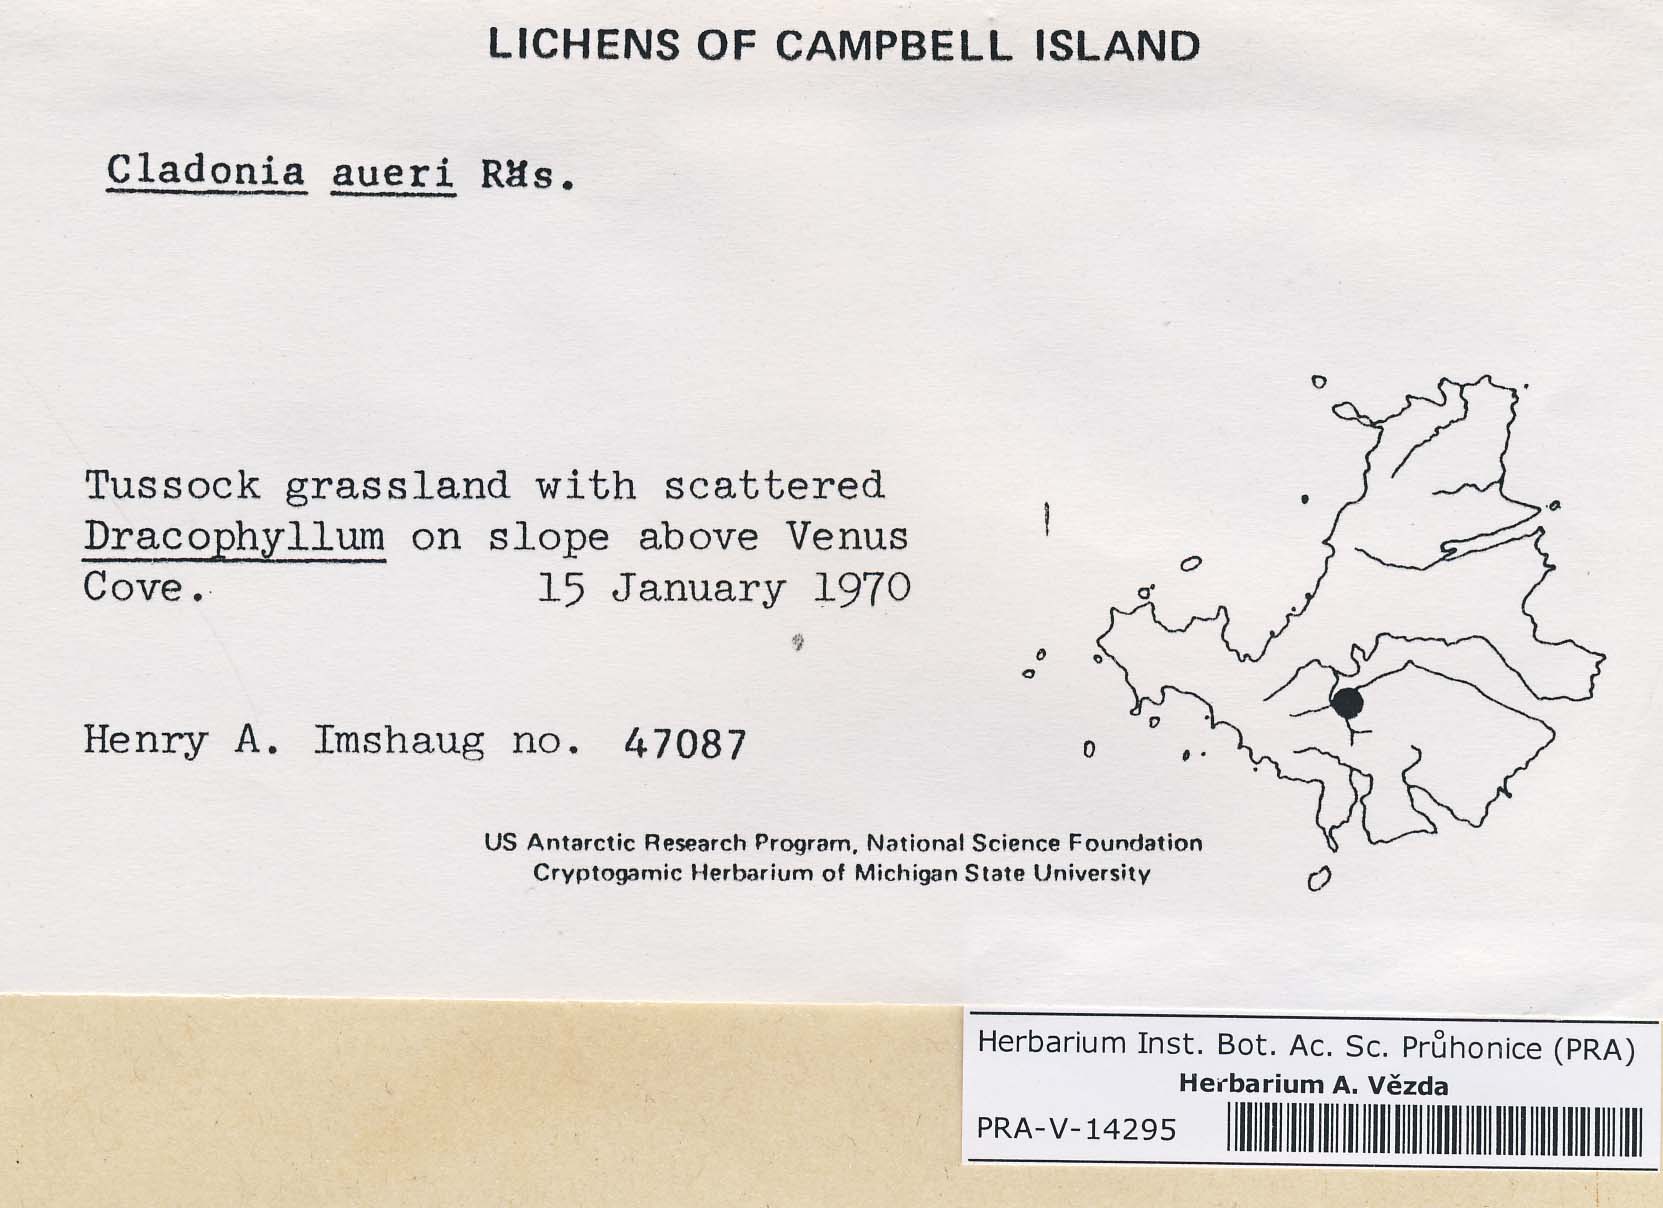 LICHENS OF CAMPBELL ISLAND
Cladonia aueri Räs.
Tussock grassland with scattered
Dracophyllum on slope above Venus
Cove. 15 January 1970
Henry A. Imshaug no. 47087
US Antarctic Research Program, National Science Foundation
Cryptogamic Herbarium of Michigan State University
Herbarium Inst. Bot. Ac. Sc. Průhonice (PRA)
Herbarium A. Vězda
PRA-V-14295